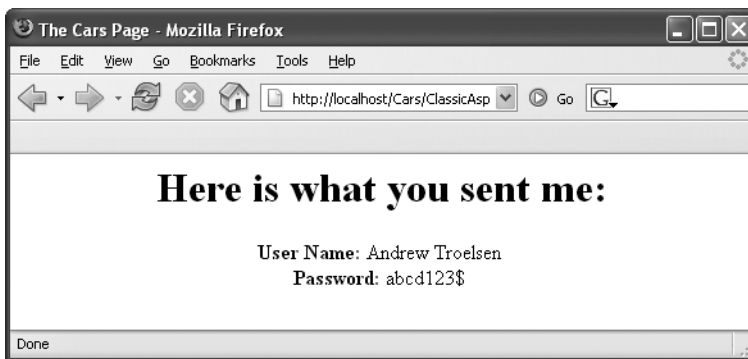 The Cars Page - Mozilla Firefox
File Edit View Go Bookmarks Tools Help
http://localhost/Cars/ClassicAsp Go G
Here is what you sent me:
User Name: Andrew Troelsen
Password: abcd123$
Done